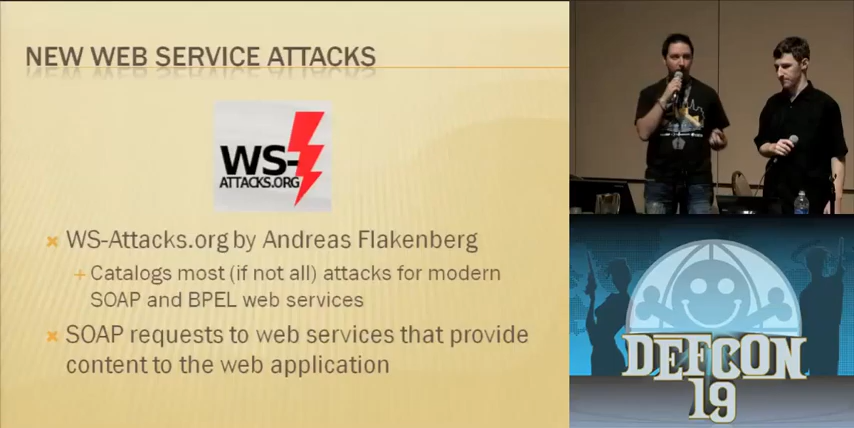 NEW WEB SERVICE ATTACKS
WS-
ATTACKS.ORG
WS-Attacks.org by Andreas Flakenberg
Catalogs most (if not all) attacks for modern
SOAP and BPEL web services
SOAP requests to web services that provide
content to the web application
DEFCON
19